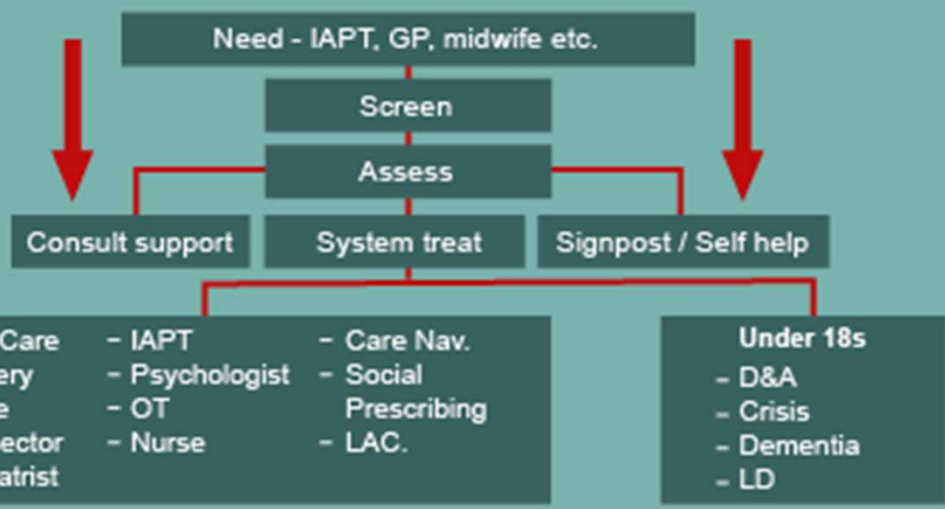 Need - IAPT, GP, midwife etc.
Screen
Assess
Consult support
System treat
Signpost / Self help
Care
– IAPT
– Psychologist
– OT
– Nurse
– Care Nav.
– Social
Prescribing
– LAC.
Under 18s
– D&A
– Crisis
– Dementia
– LD